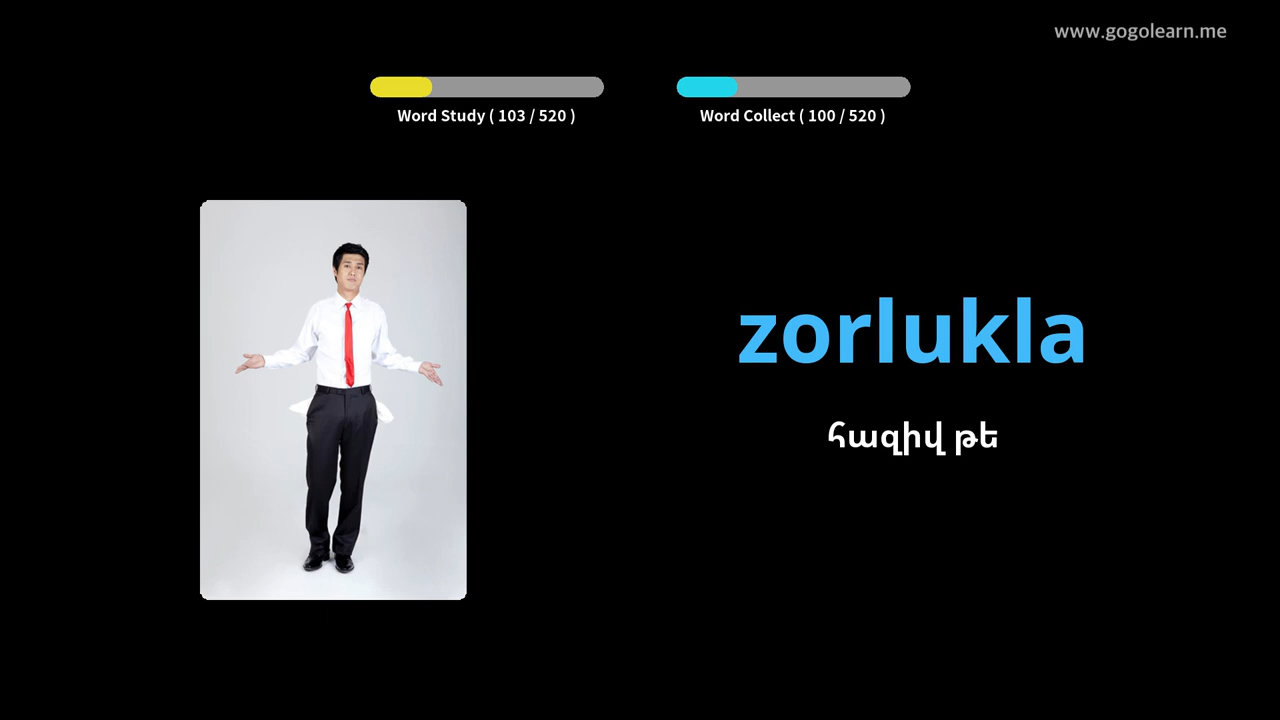 www.gogolearn.me
Word Study ( 103 / 520 )
Word Collect ( 100 / 520 )
zorlukla
հազիվ թե